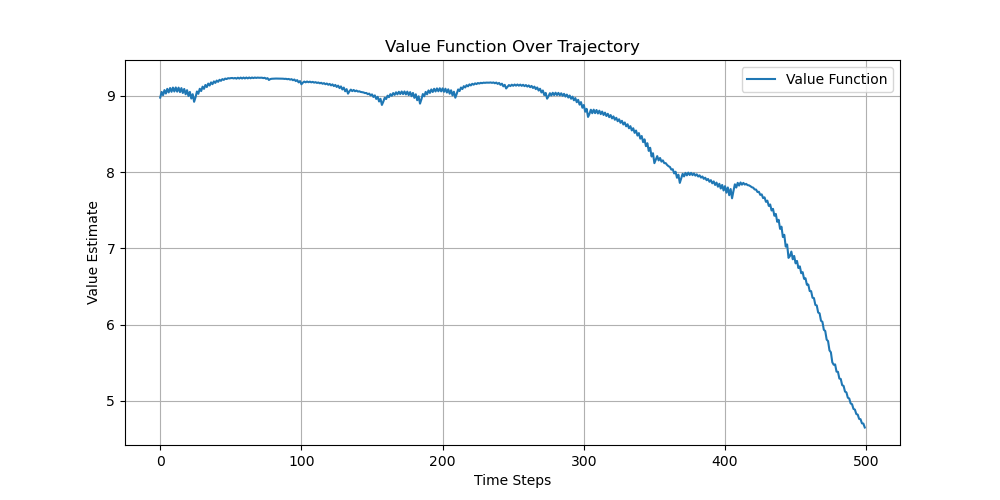 Value Function Over Trajectory
Value Function
Value Estimate
9
8
7
6
5
0 100 200 300 400 500
Time Steps